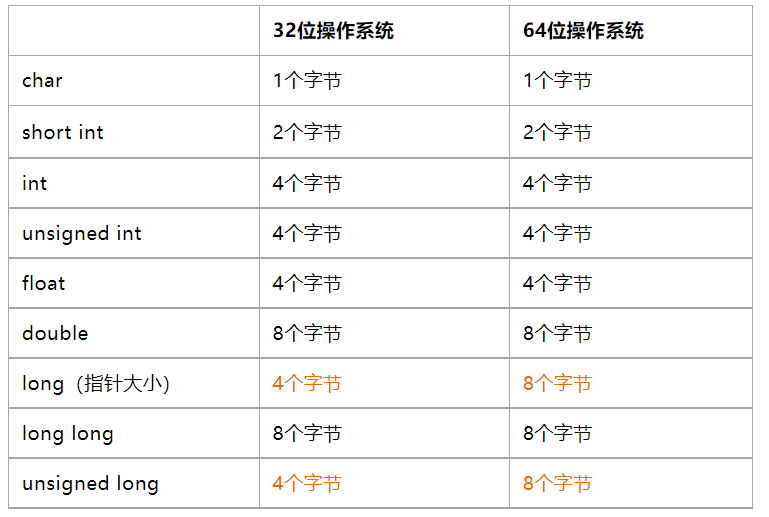 32位操作系统 64位操作系统
char 1个字节 1个字节
short int 2个字节 2个字节
int 4个字节 4个字节
unsigned int 4个字节 4个字节
float 4个字节 4个字节
double 8个字节 8个字节
long（指针大小） 4个字节 8个字节
long long 8个字节 8个字节
unsigned long 4个字节 8个字节